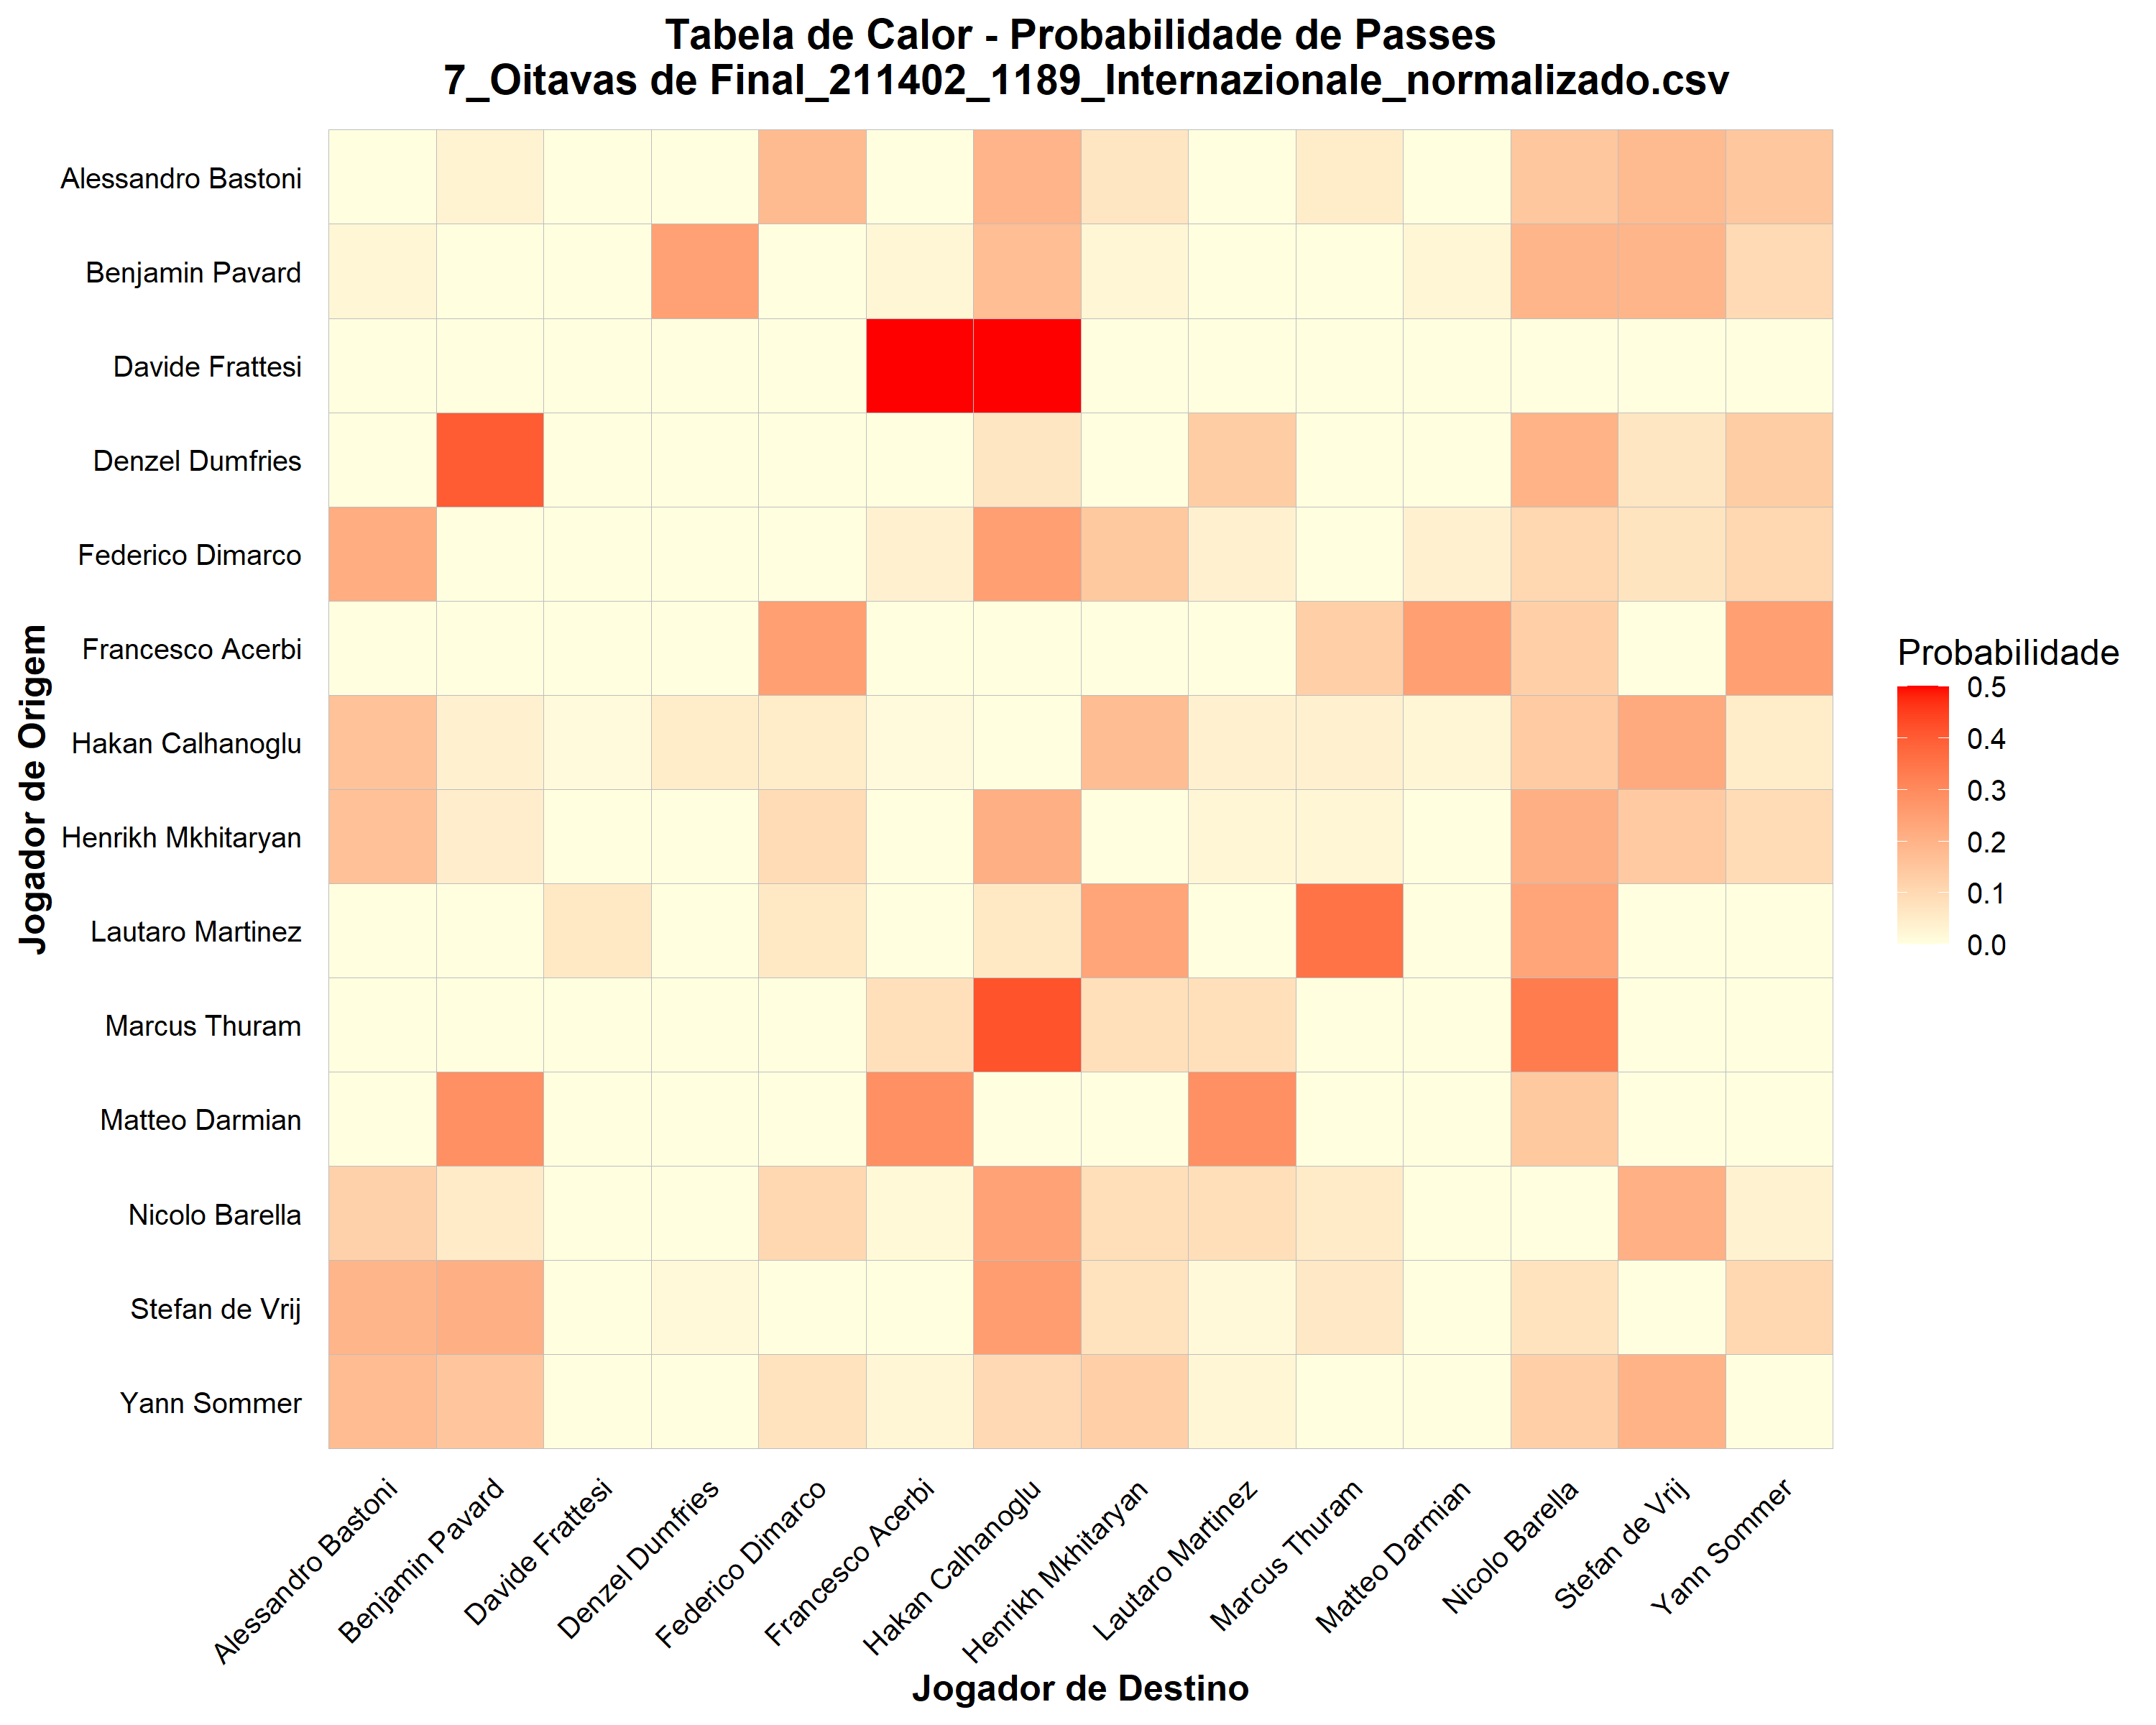 Tabela de Calor - Probabilidade de Passes
7_Oitavas de Final_211402_1189_Internazionale_normalizado.csv
Jogador de Origem
Alessandro Bastoni
Benjamin Pavard
Davide Frattesi
Denzel Dumfries
Federico Dimarco
Francesco Acerbi
Hakan Calhanoglu
Henrikh Mkhitaryan
Lautaro Martinez
Marcus Thuram
Matteo Darmian
Nicolo Barella
Stefan de Vrij
Yann Sommer
Alessandro Bastoni
Benjamin Pavard
Davide Frattesi
Denzel Dumfries
Federico Dimarco
Francesco Acerbi
Hakan Calhanoglu
Henrikh Mkhitaryan
Lautaro Martinez
Marcus Thuram
Matteo Darmian
Nicolo Barella
Stefan de Vrij
Yann Sommer
Jogador de Destino
Probabilidade
0.5
0.4
0.3
0.2
0.1
0.0